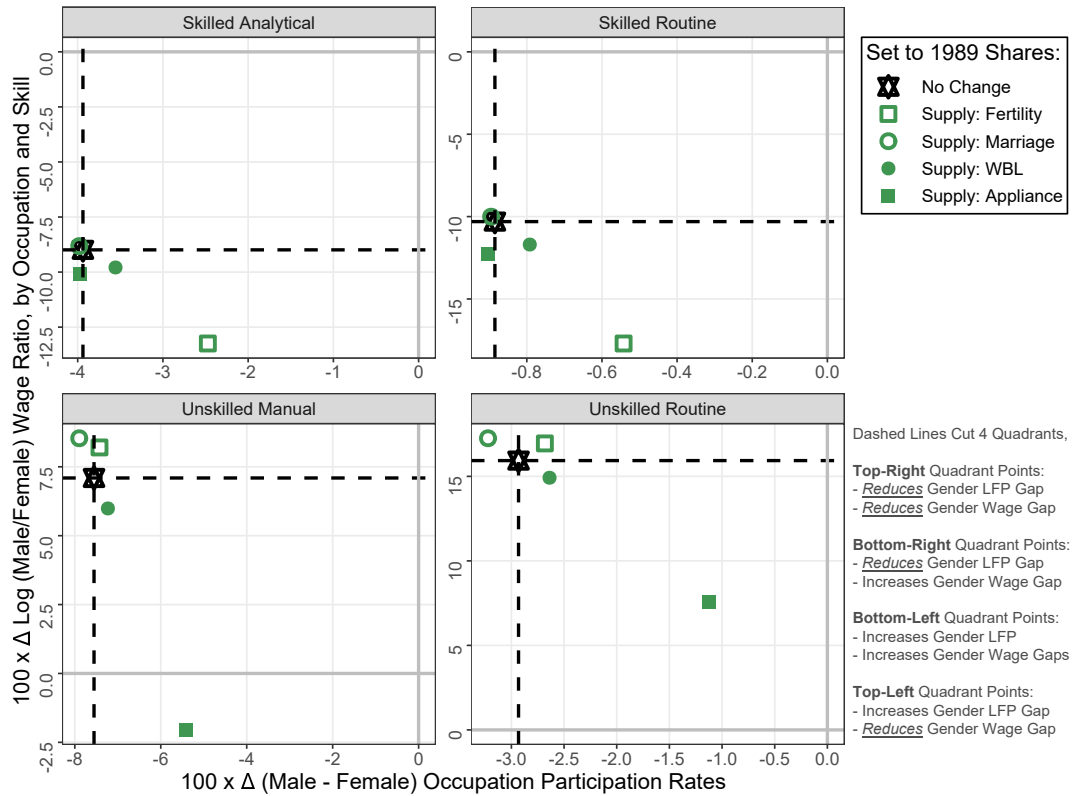 Skilled Analytical
Skilled Routine
0.0
-2.5
-5.0
-7.5
-10.0
-12.5
-4
-3
-2
-1
0
0
-5
-10
-15
-0.8
-0.6
-0.4
-0.2
0.0
Set to 1989 Shares:
No Change
Supply: Fertility
Supply: Marriage
Supply: WBL
Supply: Appliance
100 x Δ Log (Male/Female) Wage Ratio, by Occupation and Skill
Unskilled Manual
Unskilled Routine
7.5
5.0
2.5
0.0
-2.5
-8
-7
-6
-5
-4
-3
-2
-1
0
15
10
5
0
-3.0
-2.5
-2.0
-1.5
-1.0
-0.5
0.0
100 x Δ (Male - Female) Occupation Participation Rates
Dashed Lines Cut 4 Quadrants,
Top-Right Quadrant Points:
- Reduces Gender LFP Gap
- Reduces Gender Wage Gap
Bottom-Right Quadrant Points:
- Reduces Gender LFP Gap
- Increases Gender Wage Gap
Bottom-Left Quadrant Points:
- Increases Gender LFP
- Increases Gender Wage Gaps
Top-Left Quadrant Points:
- Increases Gender LFP Gap
- Reduces Gender Wage Gap